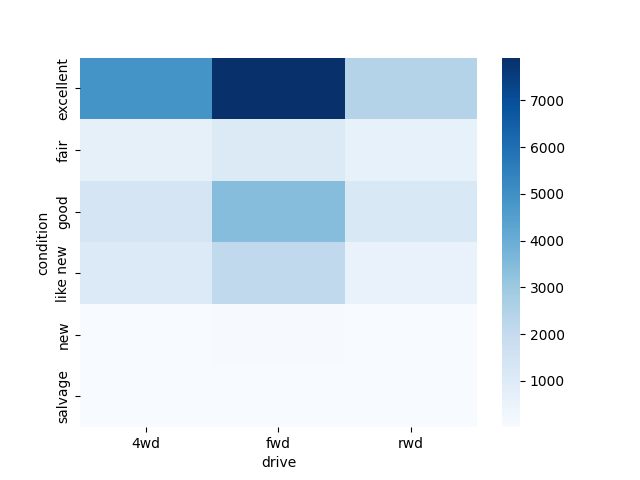 condition
excellent
fair
good
like new
new
salvage
4wd
fwd
rwd
drive
7000
6000
5000
4000
3000
2000
1000